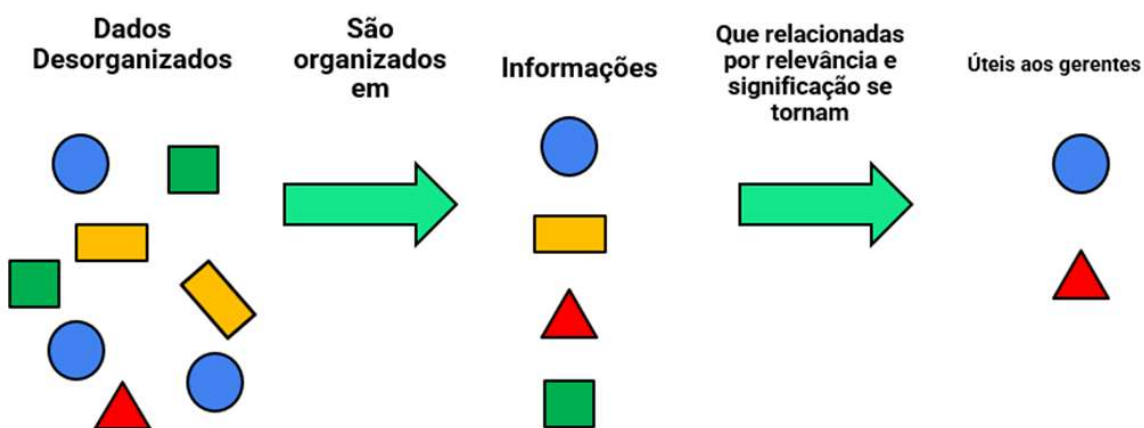 Dados
Desorganizados
São
organizados
em
Informações
Que relacionadas
por relevância e
significação se
tornam
Úteis aos gerentes